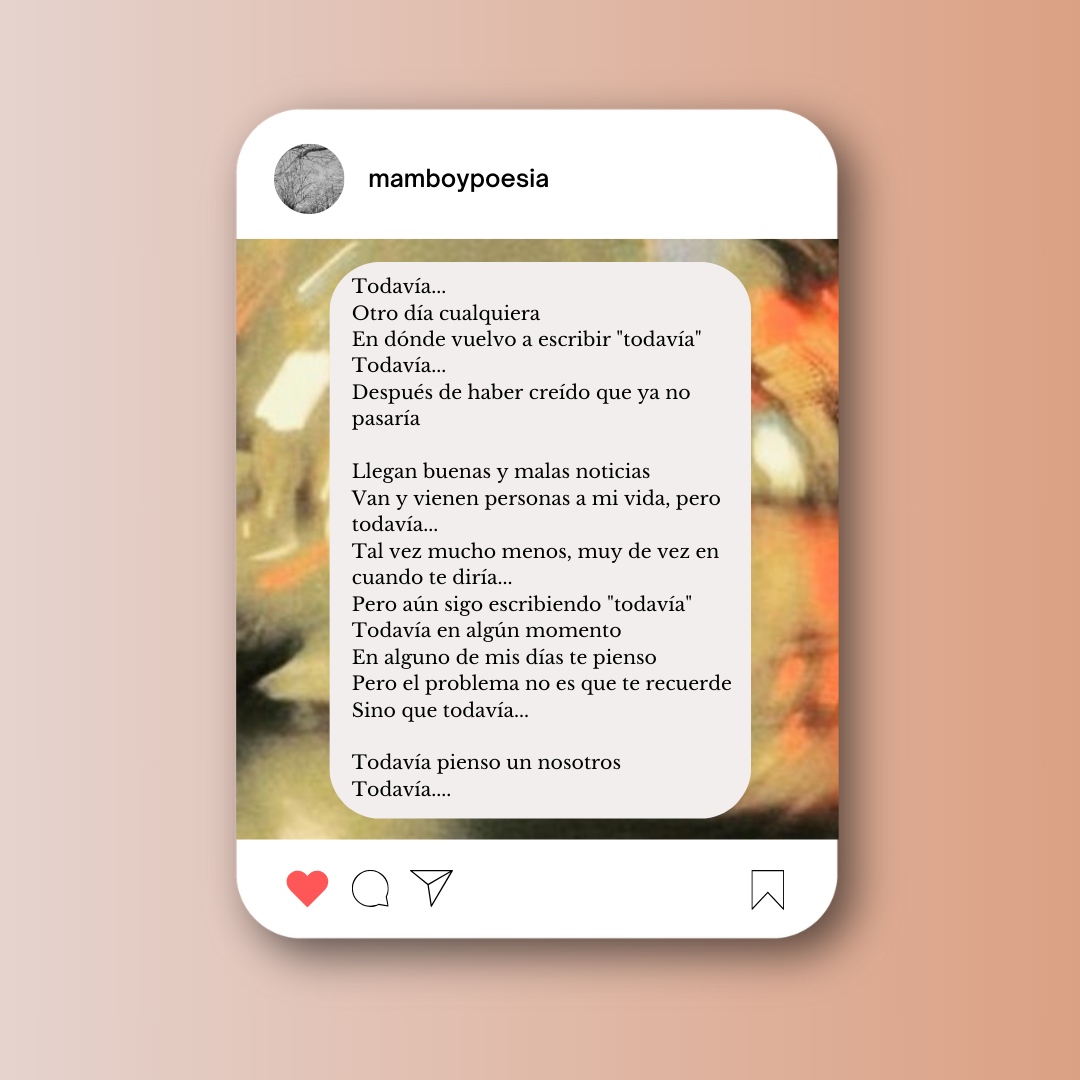 mamboypoesia
Todavía...
Otro día cualquiera
En dónde vuelvo a escribir "todavía"
Todavía...
Después de haber creído que ya no
pasaría
Llegan buenas y malas noticias
Van y vienen personas a mi vida, pero
todavía...
Tal vez mucho menos, muy de vez en
cuando te diría...
Pero aún sigo escribiendo "todavía"
Todavía en algún momento
En alguno de mis días te pienso
Pero el problema no es que te recuerde
Sino que todavía...
Todavía pienso un nosotros
Todavía....